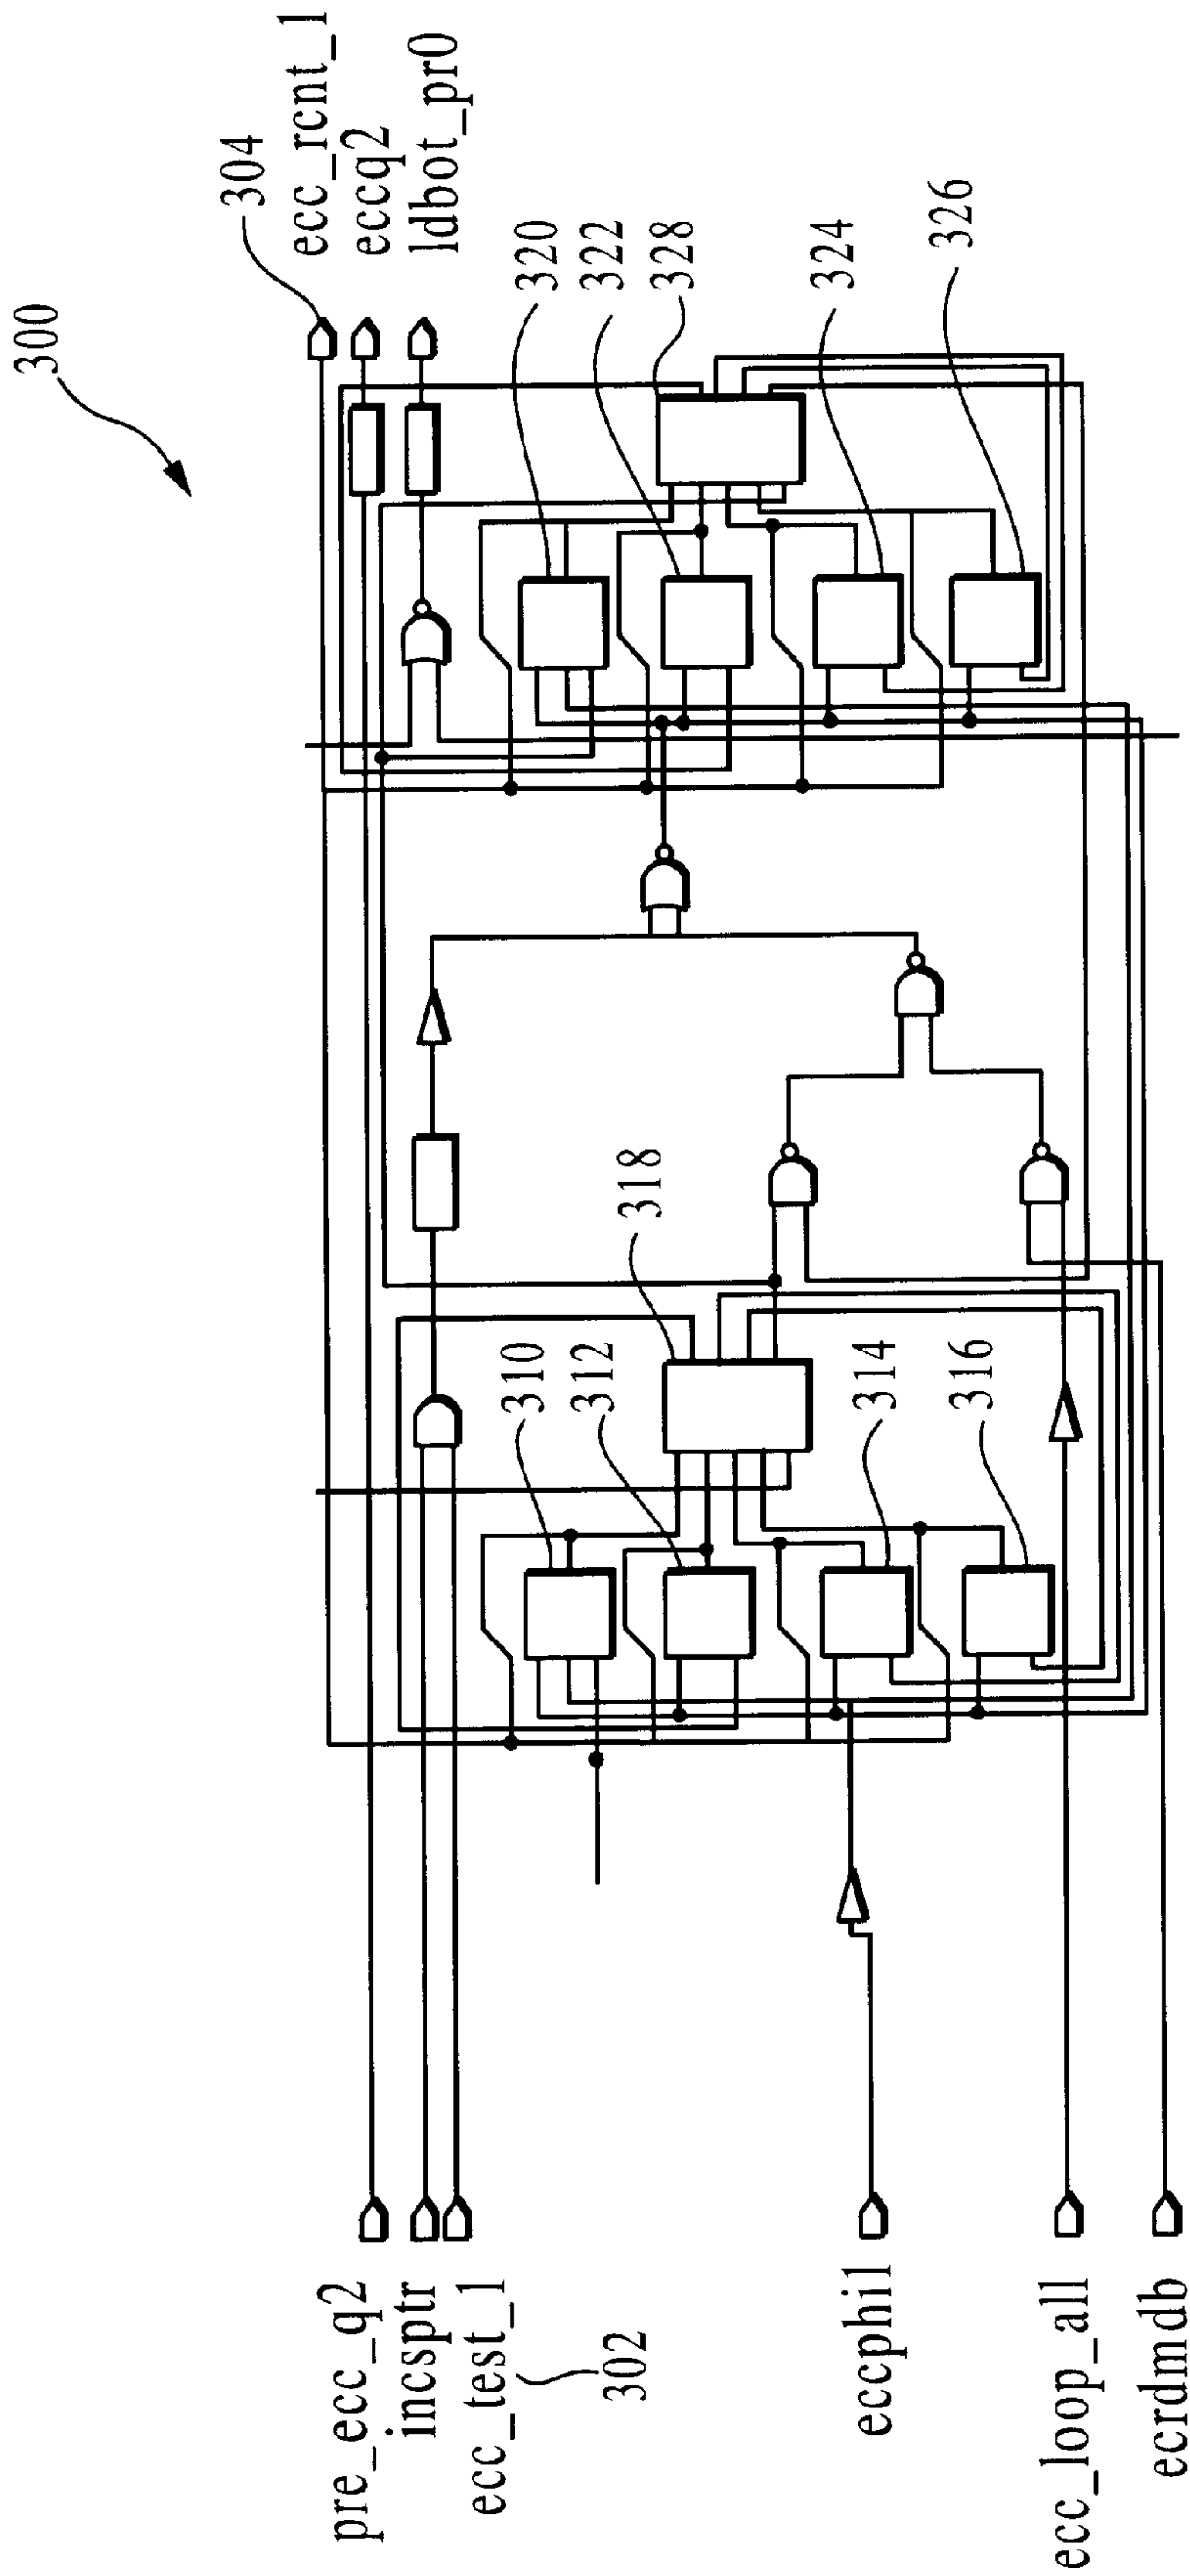 300
304
ecc_rcnt_1
eccq2
ldbot_pr0
320
322
328
324
326
318
310
312
314
316
pre_ecc_q2
incsptr
ecc_test_1
302
eccphil
ecc_loop_all
ecrdmdb